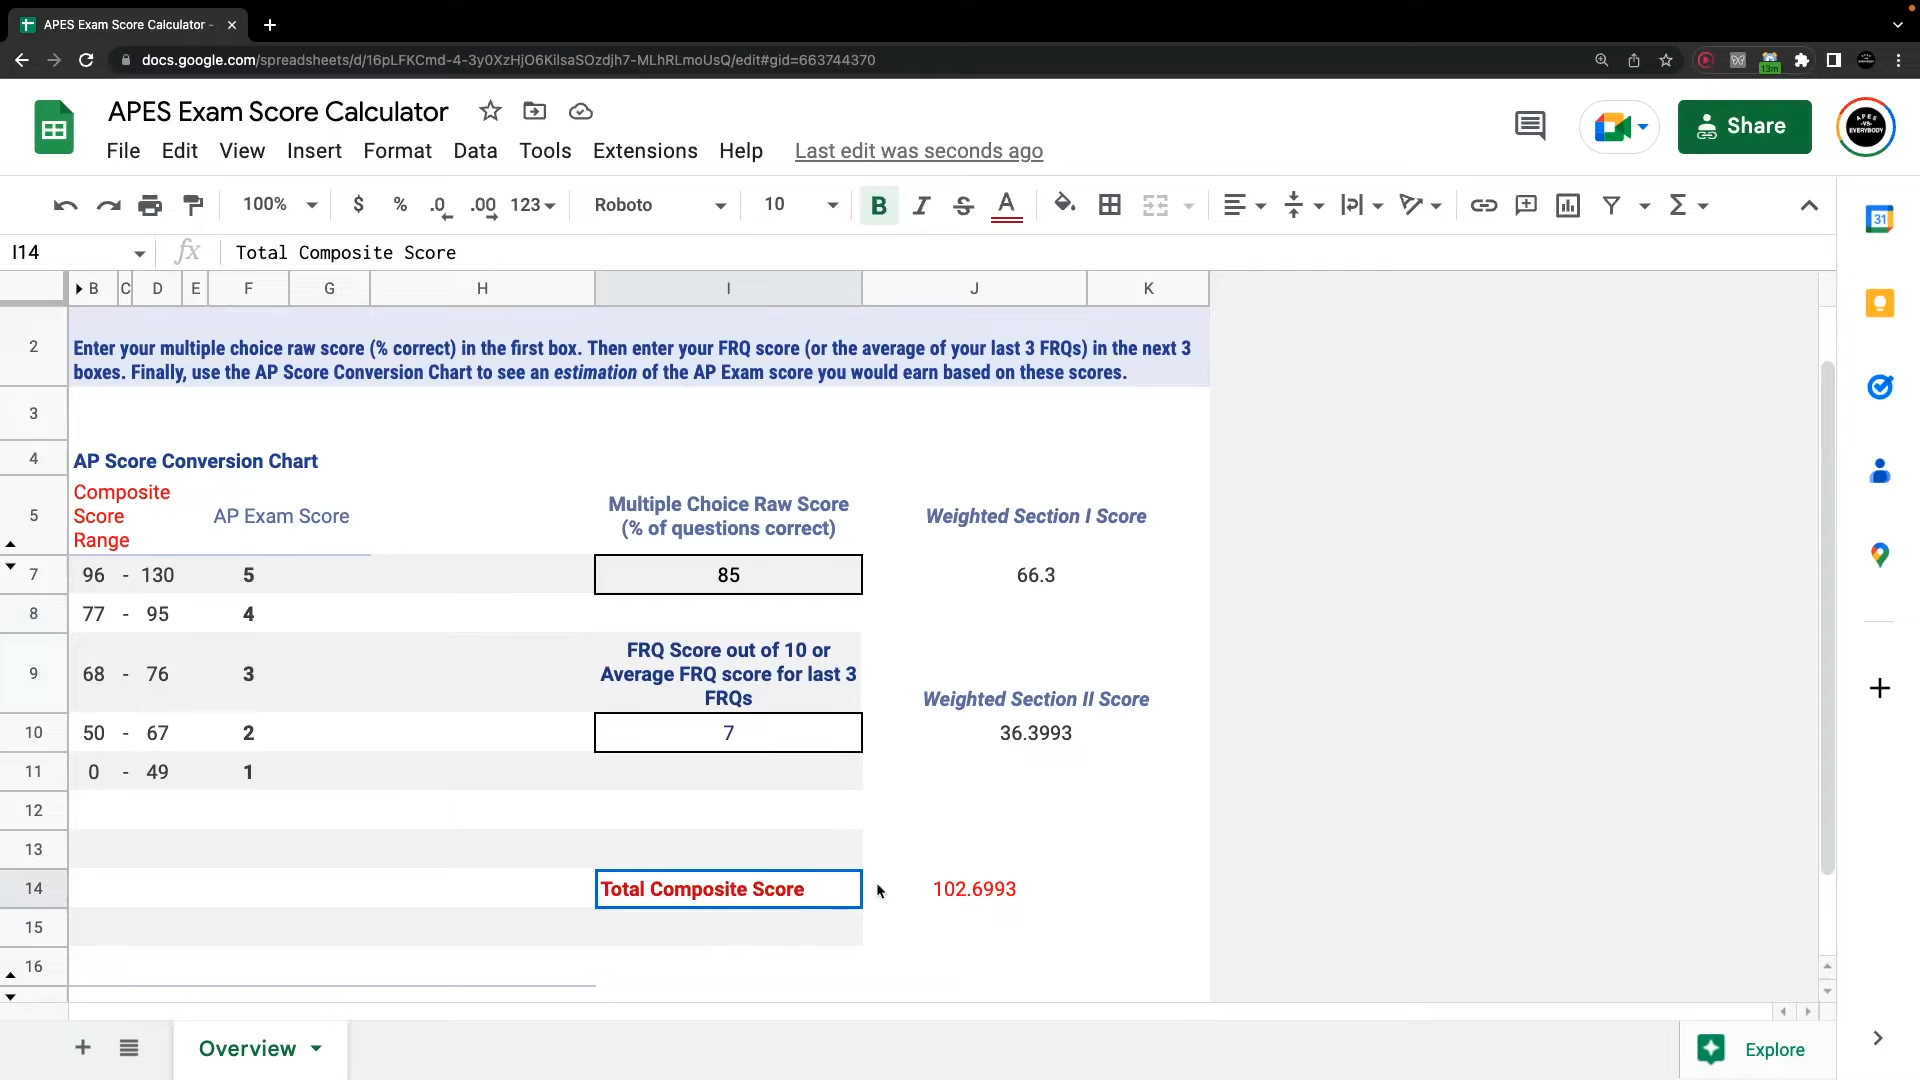 APES Exam Score Calculator -
docs.google.com/spreadsheets/d/16pLFKCmd-4-3y0XzHjO6KilsaSOzdjh7-MLhRLmoUsQ/edit#gid=663744370
13m
APES Exam Score Calculator
File Edit View Insert Format Data Tools Extensions Help Last edit was seconds ago
Share
APES
-VS-
EVERYBODY
100% $ % .0 .00 123 Roboto 10 B I S A Σ
31
I14 fx Total Composite Score
B C D E F G H I J K
2
Enter your multiple choice raw score (% correct) in the first box. Then enter your FRQ score (or the average of your last 3 FRQs) in the next 3
boxes. Finally, use the AP Score Conversion Chart to see an estimation of the AP Exam score you would earn based on these scores.
3
4 AP Score Conversion Chart
5
Composite
Score
Range
AP Exam Score
Multiple Choice Raw Score
(% of questions correct)
Weighted Section I Score
7 96 - 130 5 85 66.3
8 77 - 95 4
9 68 - 76 3
FRQ Score out of 10 or
Average FRQ score for last 3
FRQs
Weighted Section II Score
10 50 - 67 2 7 36.3993
11 0 - 49 1
12
13
14 Total Composite Score 102.6993
15
16
Overview
Explore